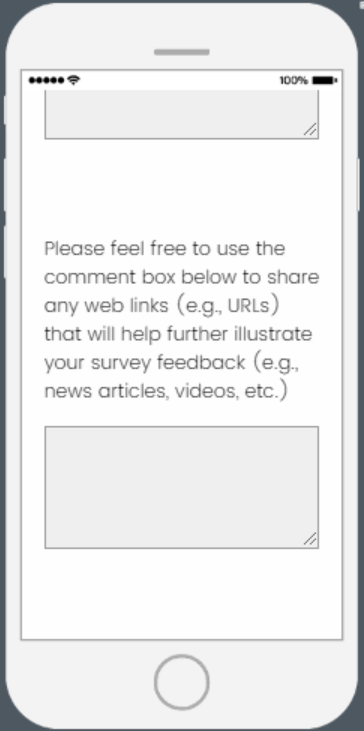 100%
Please feel free to use the
comment box below to share
any web links (e.g., URLs)
that will help further illustrate
your survey feedback (e.g.,
news articles, videos, etc.)